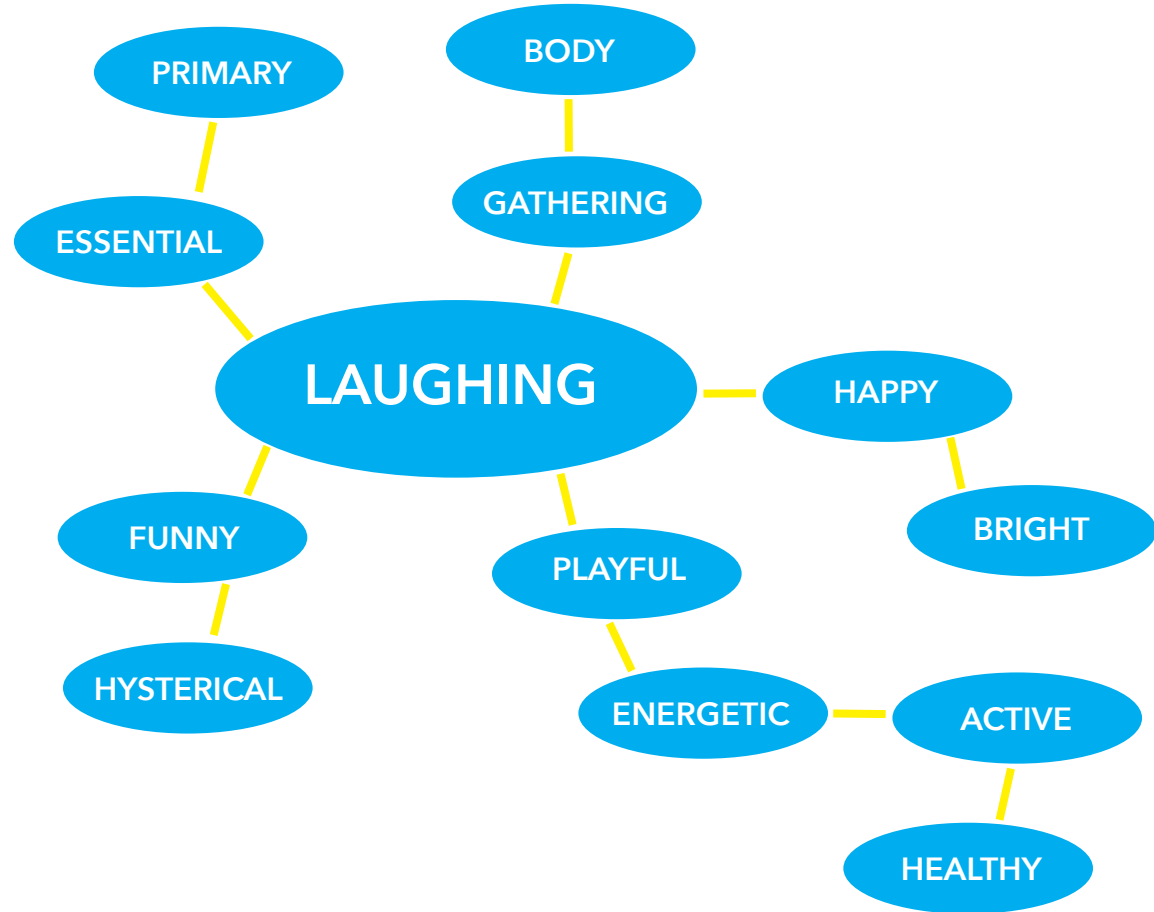 BODY
PRIMARY
GATHERING
ESSENTIAL
LAUGHING
HAPPY
BRIGHT
FUNNY
PLAYFUL
HYSTERICAL
ENERGETIC
ACTIVE
HEALTHY